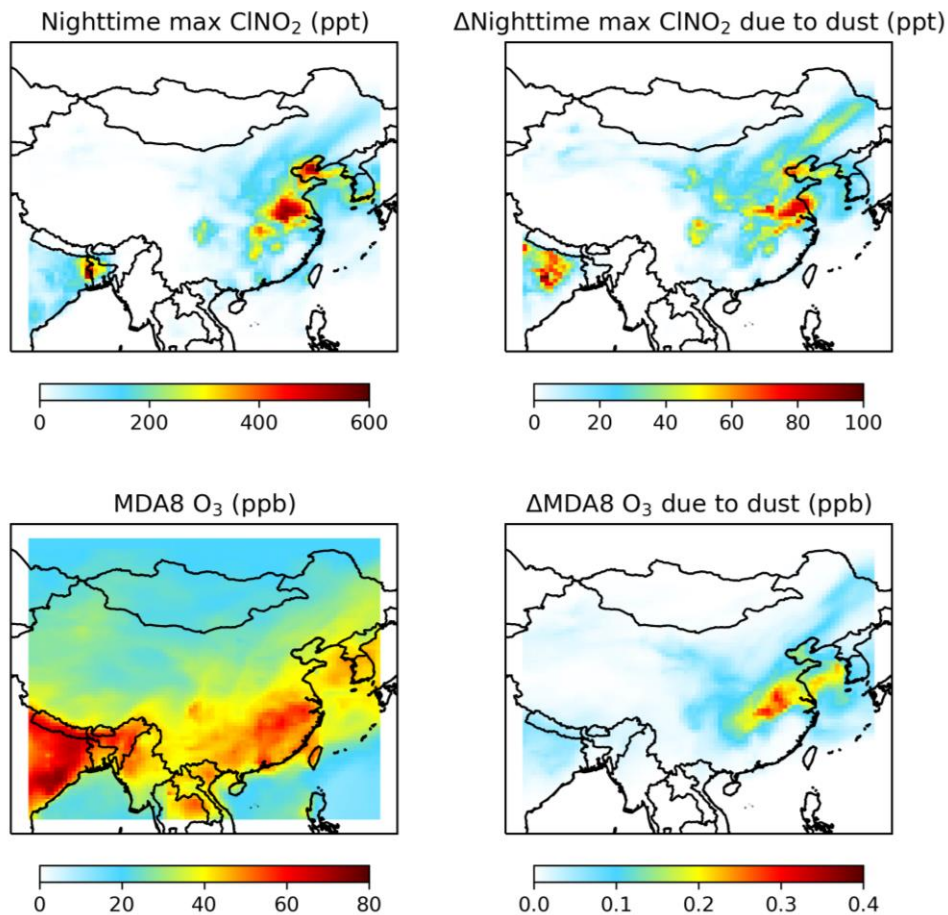 Nighttime max ClNO₂ (ppt)
ΔNighttime max ClNO₂ due to dust (ppt)
0 200 400 600
0 20 40 60 80 100
MDA8 O₃ (ppb)
ΔMDA8 O₃ due to dust (ppb)
0 20 40 60 80
0.0 0.1 0.2 0.3 0.4